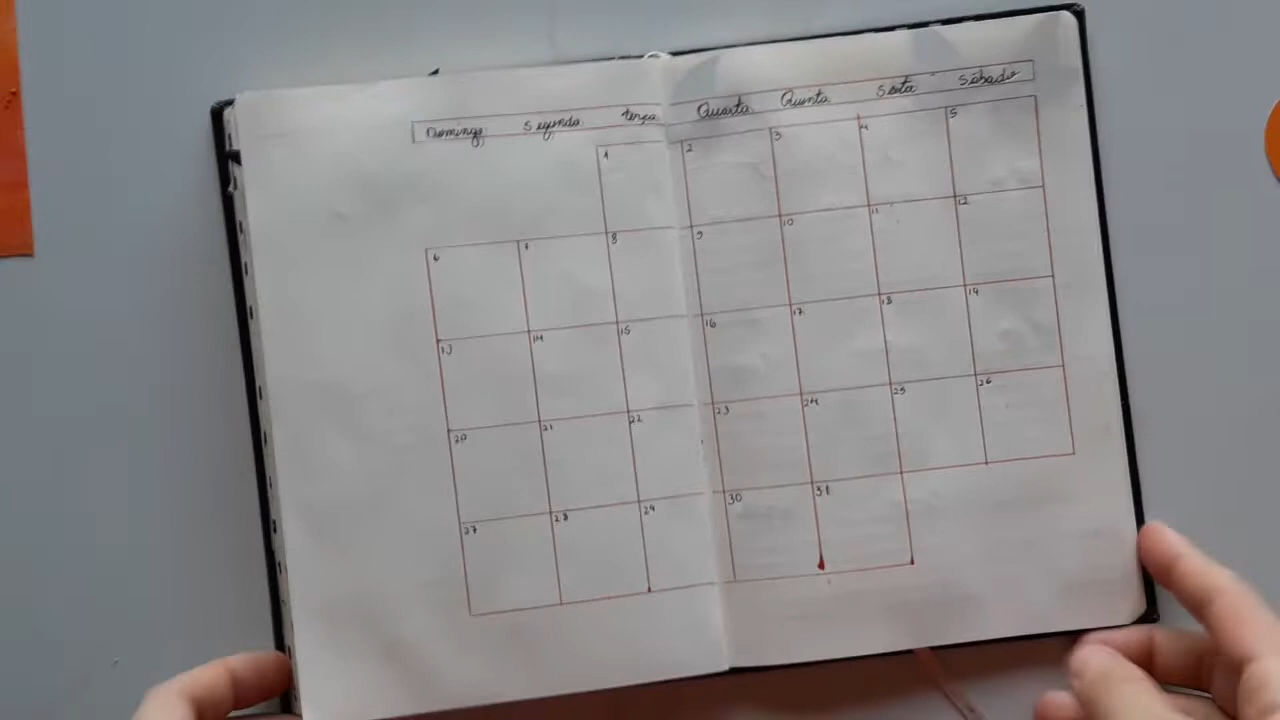 Domingo Segunda terça Quarta Quinta Sexta Sábado
1 2 3 4 5
6 7 8 9 10 11 12
13 14 15 16 17 18 19
20 21 22 23 24 25 26
27 28 29 30 31